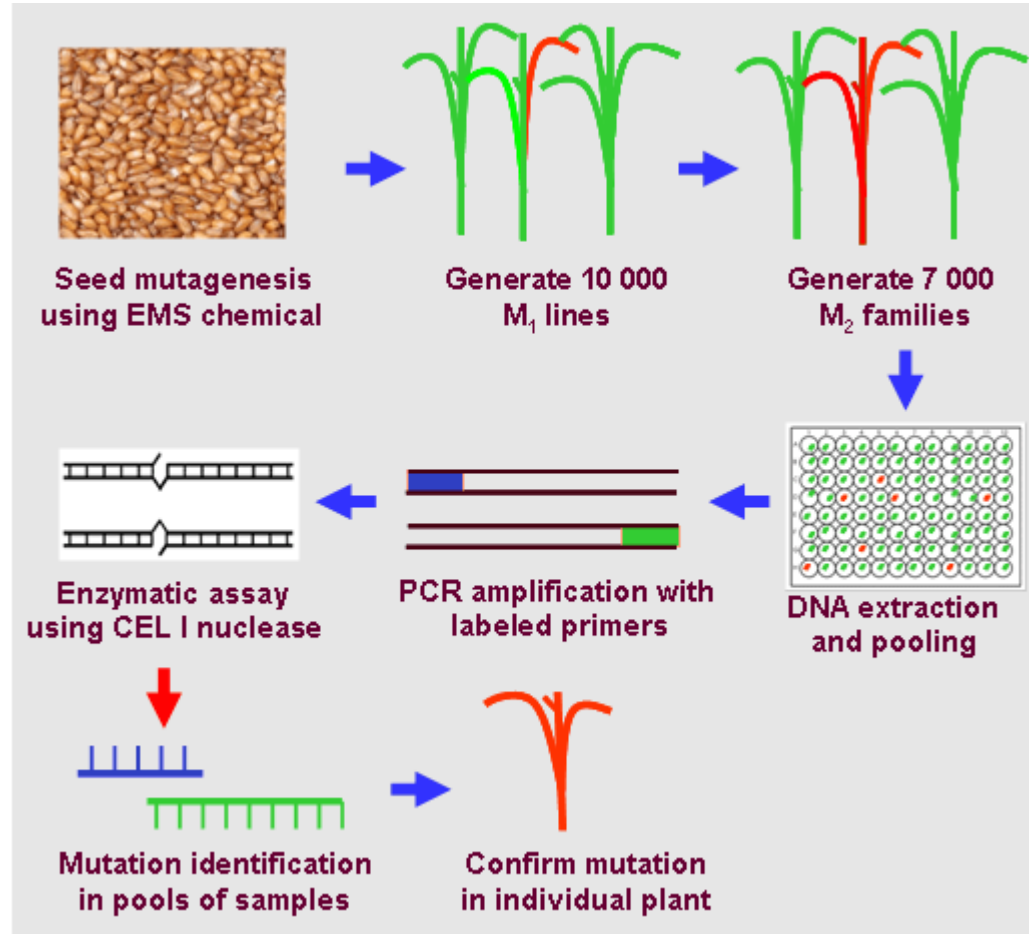 Seed mutagenesis
using EMS chemical
Generate 10 000
M₁ lines
Generate 7 000
M₂ families
Enzymatic assay
using CEL I nuclease
PCR amplification with
labeled primers
DNA extraction
and pooling
Mutation identification
in pools of samples
Confirm mutation
in individual plant